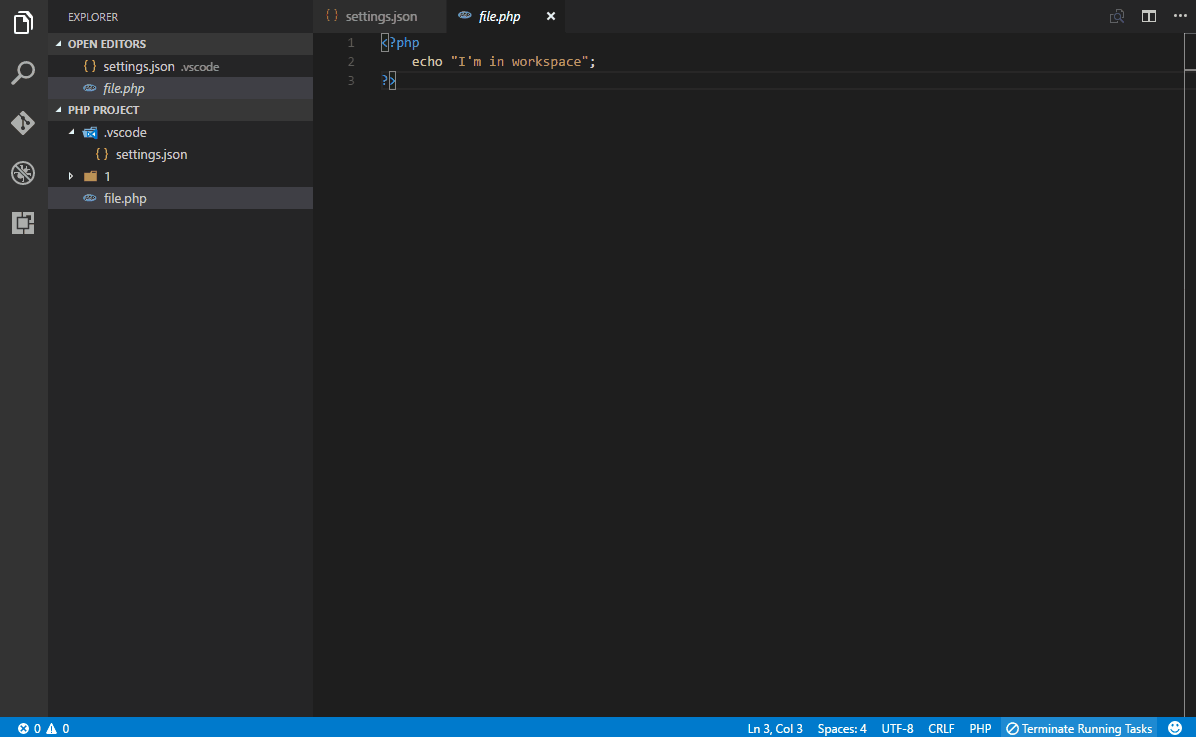 EXPLORER
OPEN EDITORS
{ } settings.json .vscode
file.php
PHP PROJECT
.vscode
{ } settings.json
1
file.php
{ } settings.json file.php ×
1 <?php
2 echo "I'm in workspace";
3 ?>
0 0 Ln 3, Col 3 Spaces: 4 UTF-8 CRLF PHP Terminate Running Tasks